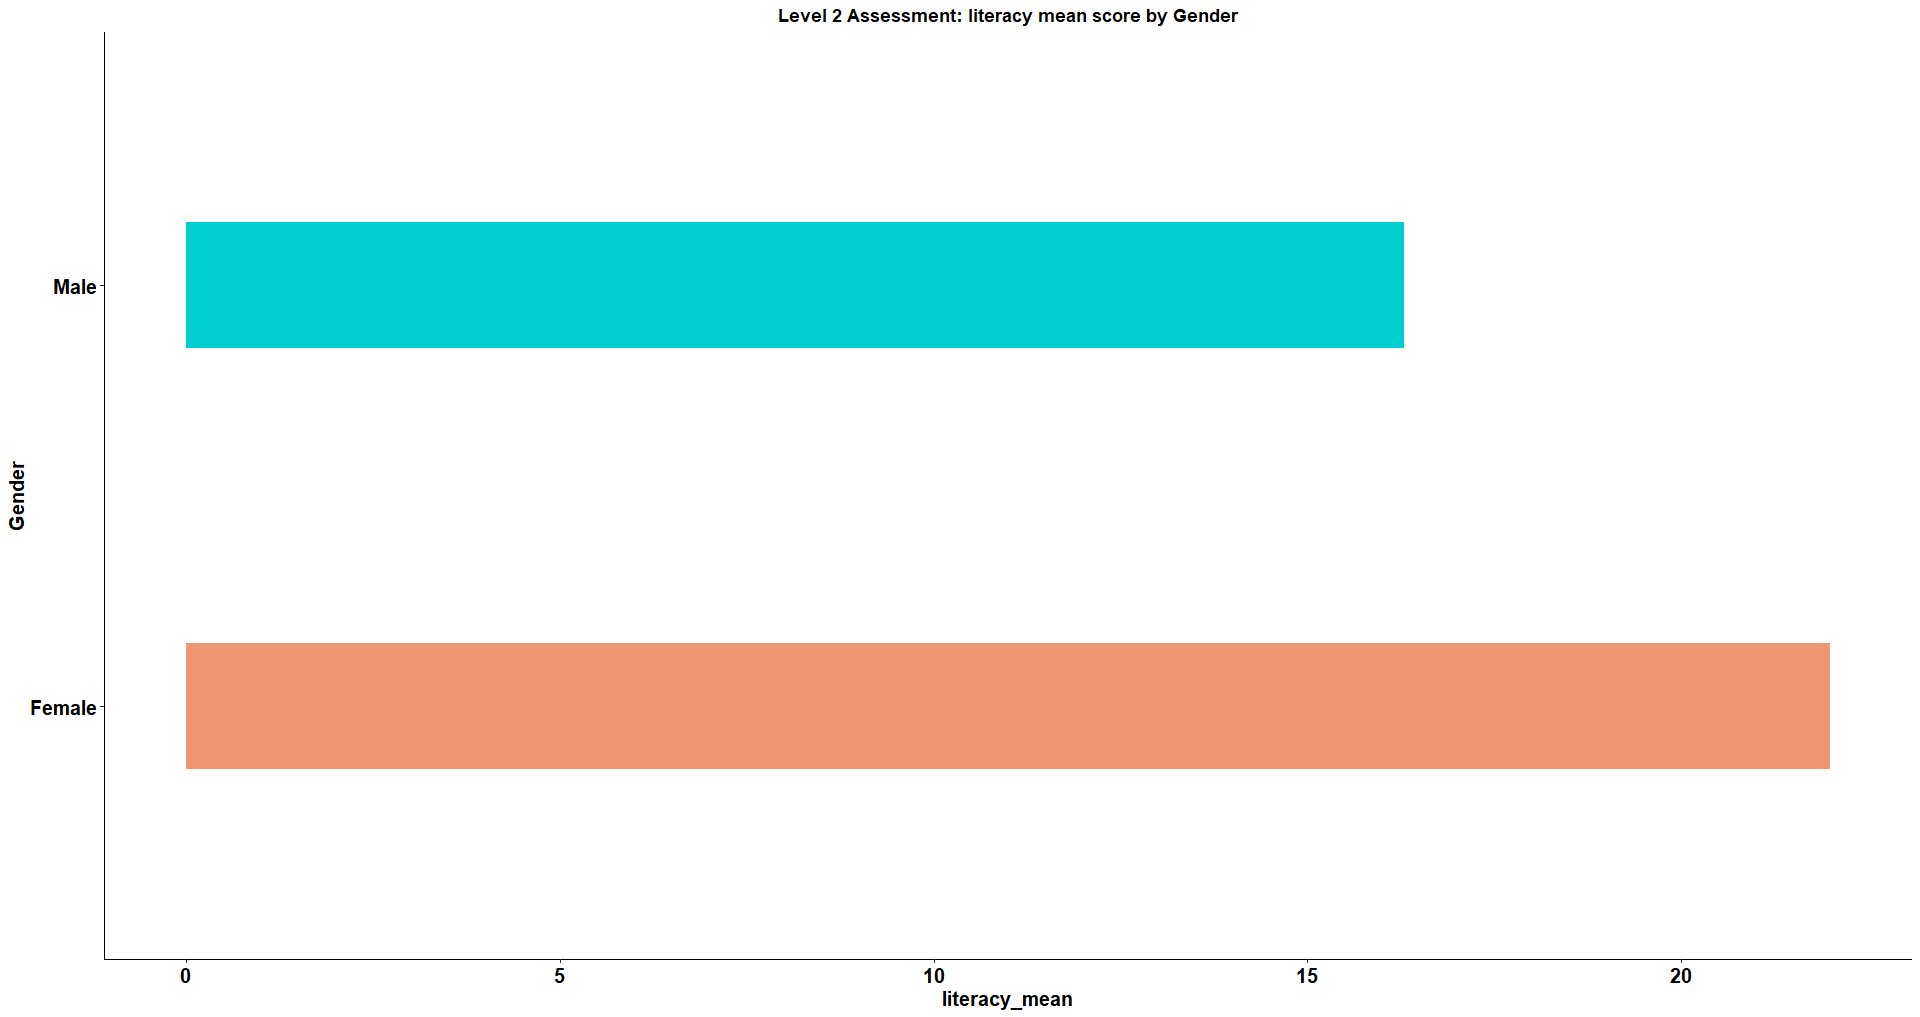 Level 2 Assessment: literacy mean score by Gender
Male
Gender
Female
0 5 10 15 20
literacy_mean